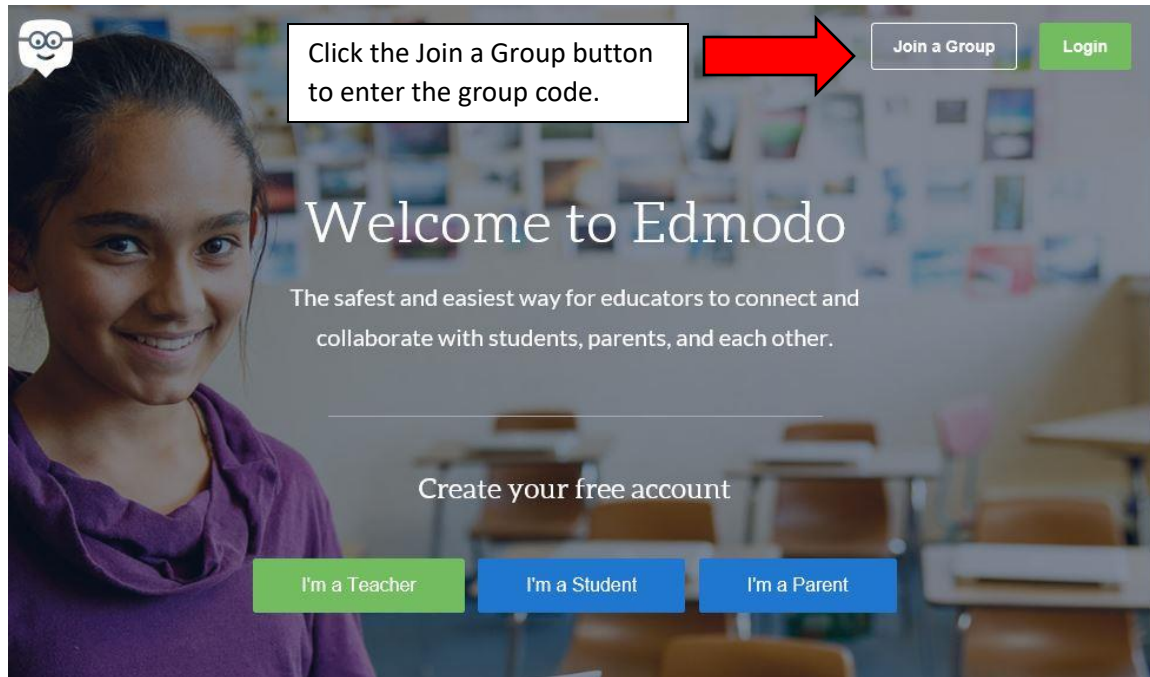 Click the Join a Group button
to enter the group code.
Join a Group
Login
Welcome to Edmodo
The safest and easiest way for educators to connect and
collaborate with students, parents, and each other.
Create your free account
I'm a Teacher
I'm a Student
I'm a Parent